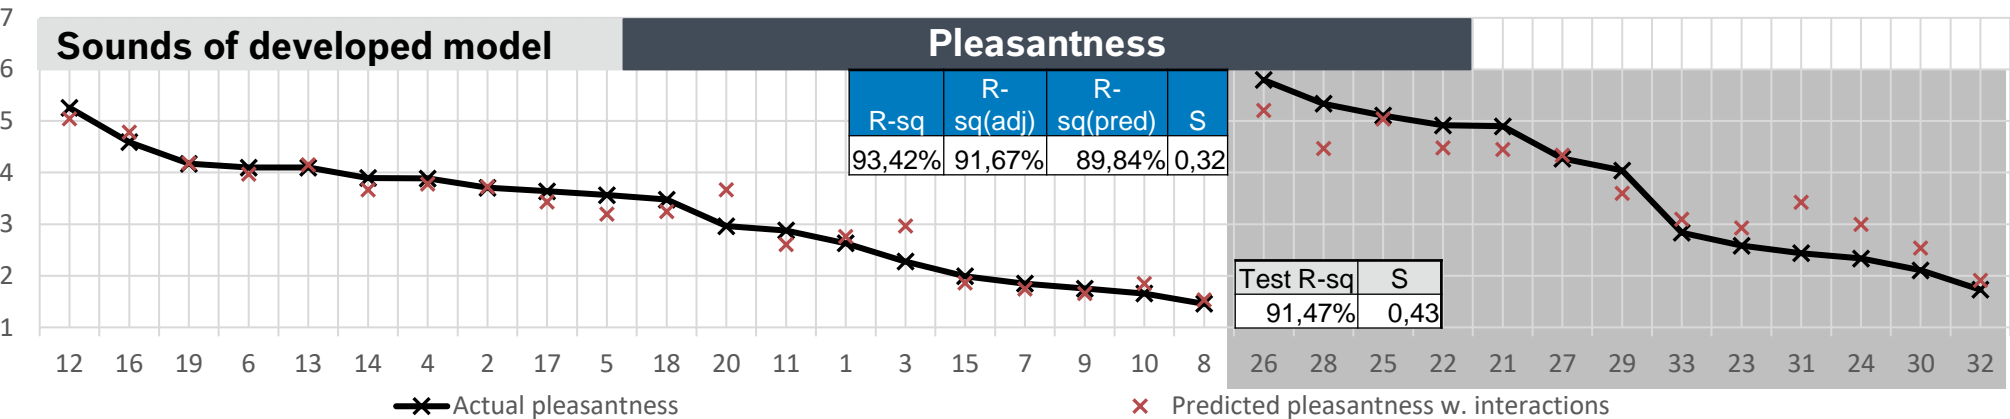 7
Sounds of developed model
Pleasantness
6
R-sq R-sq(adj) R-sq(pred) S
93,42% 91,67% 89,84% 0,32
5
4
3
2
Test R-sq S
91,47% 0,43
1
12 16 19 6 13 14 4 2 17 5 18 20 11 1 3 15 7 9 10 8 26 28 25 22 21 27 29 33 23 31 24 30 32
Actual pleasantness
Predicted pleasantness w. interactions